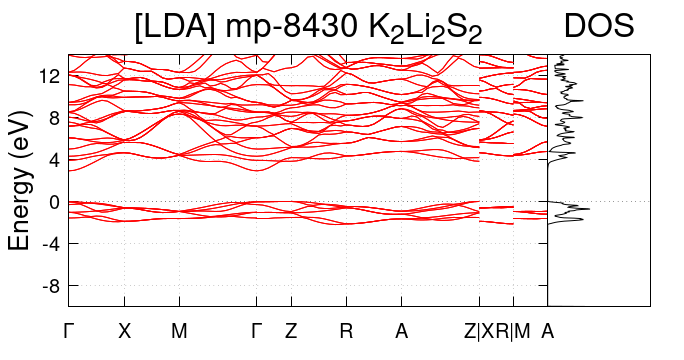 [LDA] mp-8430 K₂Li₂S₂ DOS
Energy (eV)
12
8
4
0
-4
-8
Γ X M Γ Z R A Z|XR|M A